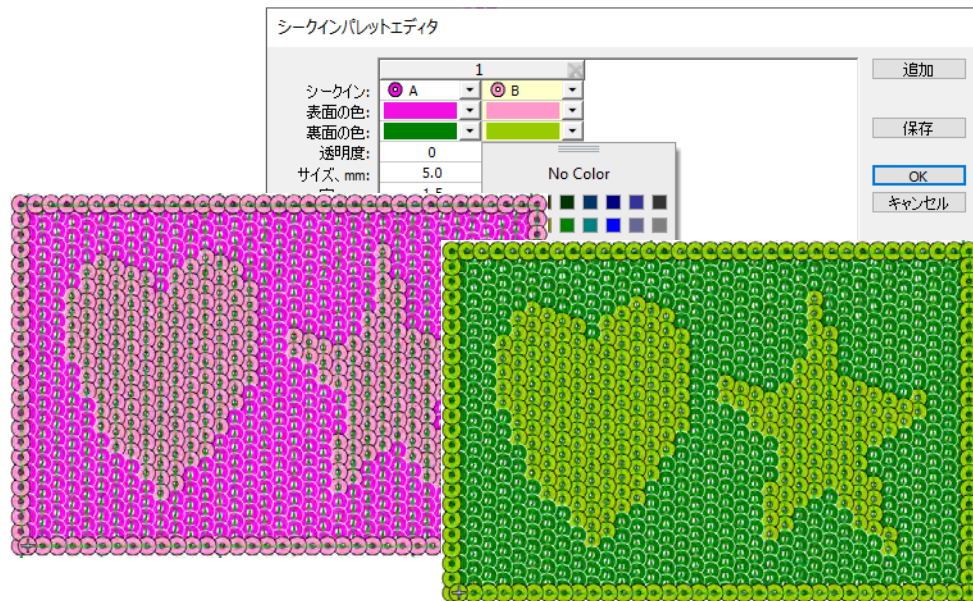 シークインパレットエディタ
1
追加
シークイン: A B
表面の色:
裏面の色:
保存
透明度: 0
サイズ、mm: 5.0
No Color
OK
1.5
キャンセル